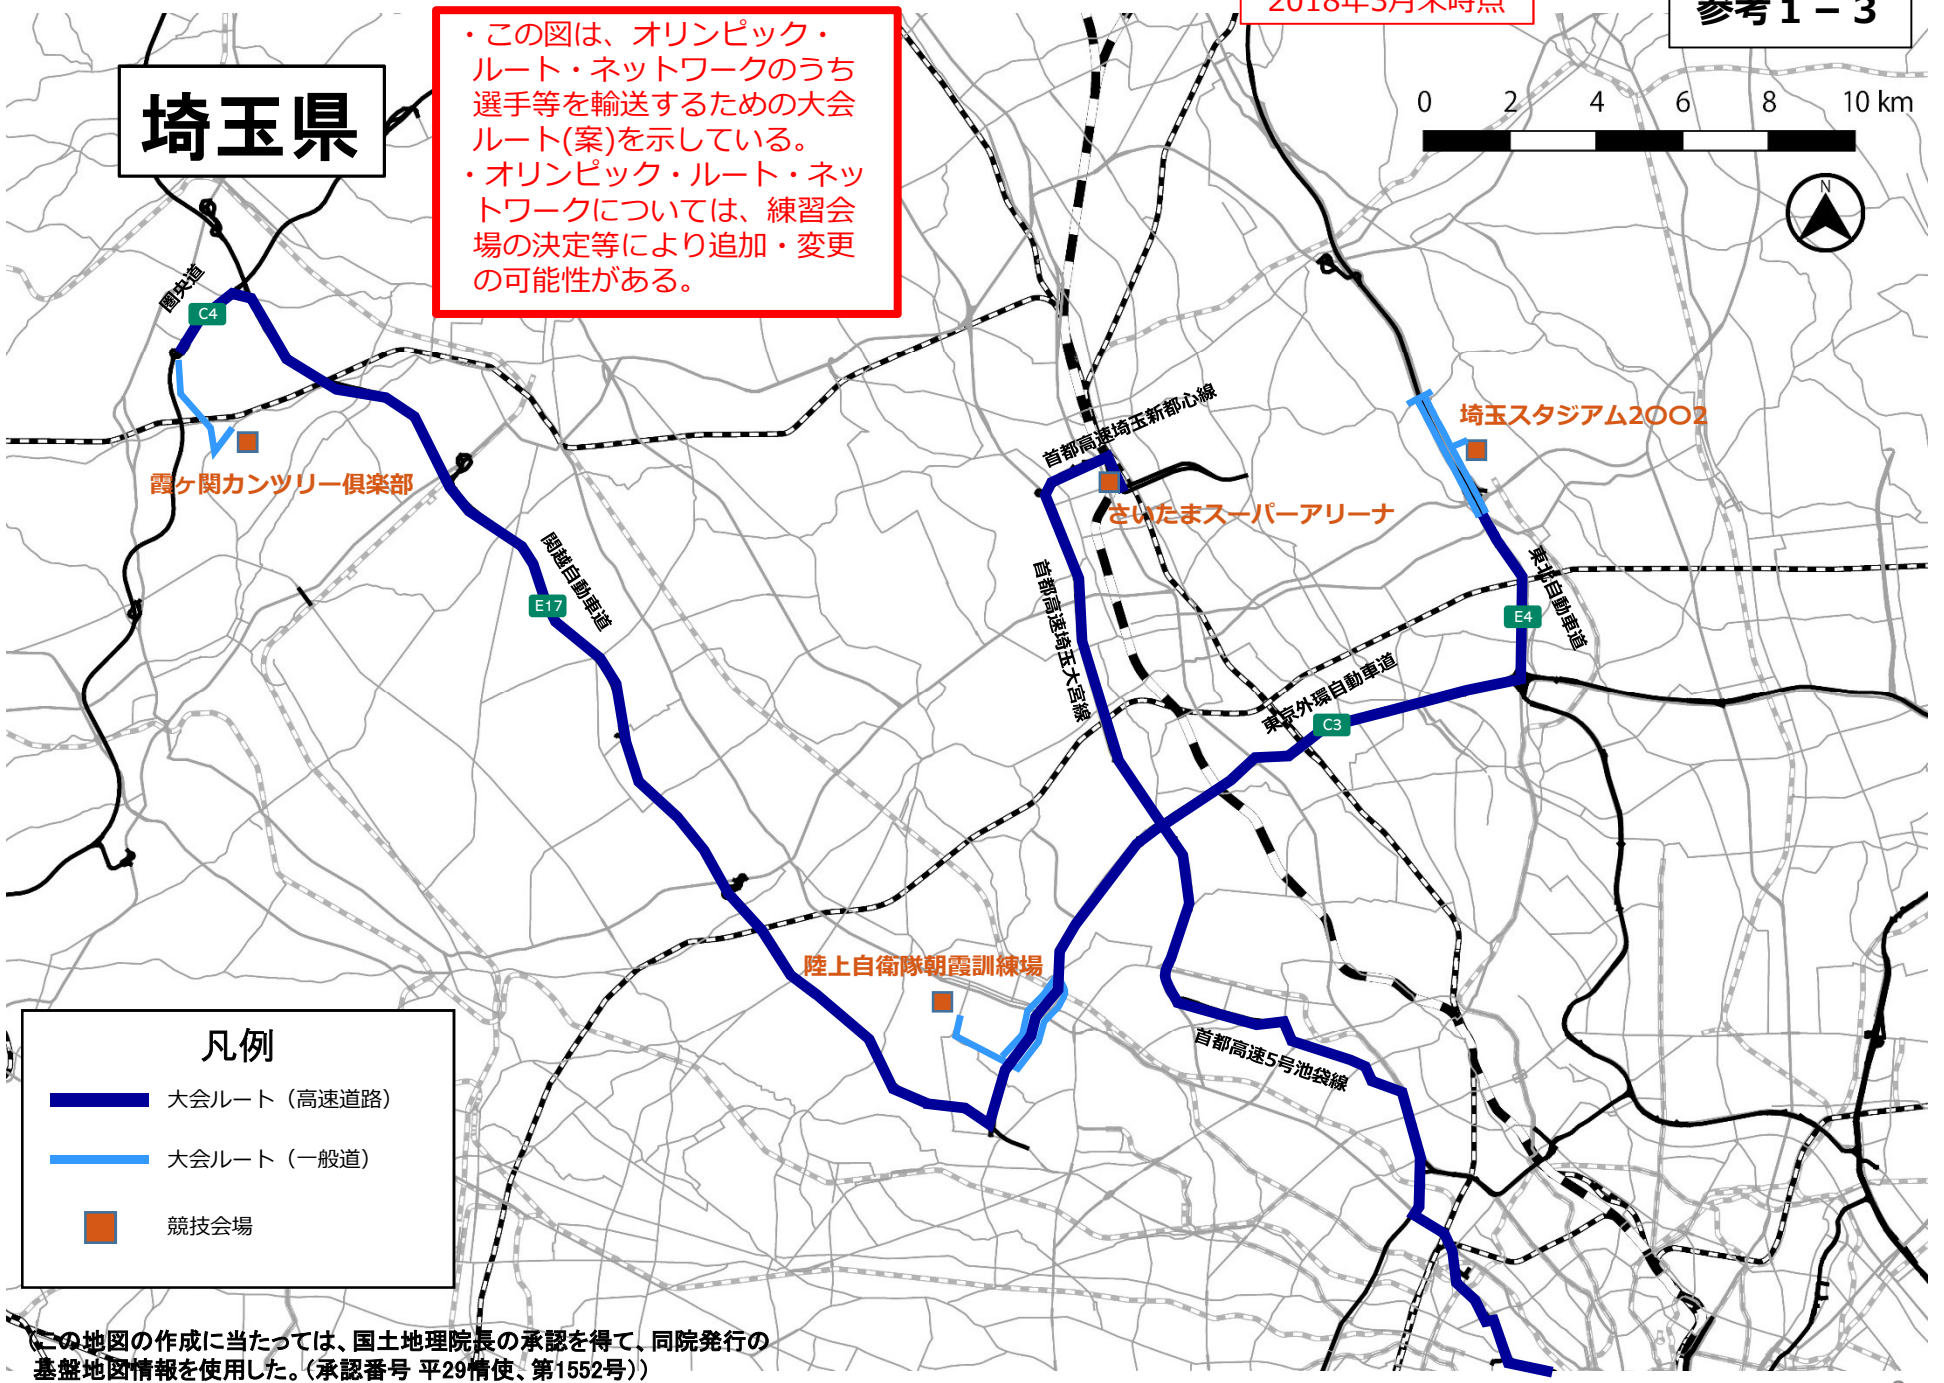 2018年3月末時点
参考１－３
埼玉県
・この図は、オリンピック・
ルート・ネットワークのうち
選手等を輸送するための大会
ルート(案)を示している。
・オリンピック・ルート・ネッ
トワークについては、練習会
場の決定等により追加・変更
の可能性がある。
0 2 4 6 8 10 km
N
圏央道
C4
霞ヶ関カンツリー倶楽部
関越自動車道
E17
首都高速埼玉新都心線
さいたまスーパーアリーナ
埼玉スタジアム2〇〇2
首都高速埼玉大宮線
東北自動車道
E4
東京外環自動車道
C3
陸上自衛隊朝霞訓練場
首都高速5号池袋線
凡例
大会ルート（高速道路）
大会ルート（一般道）
競技会場
(この地図の作成に当たっては、国土地理院長の承認を得て、同院発行の
基盤地図情報を使用した。(承認番号 平29情使、第1552号))